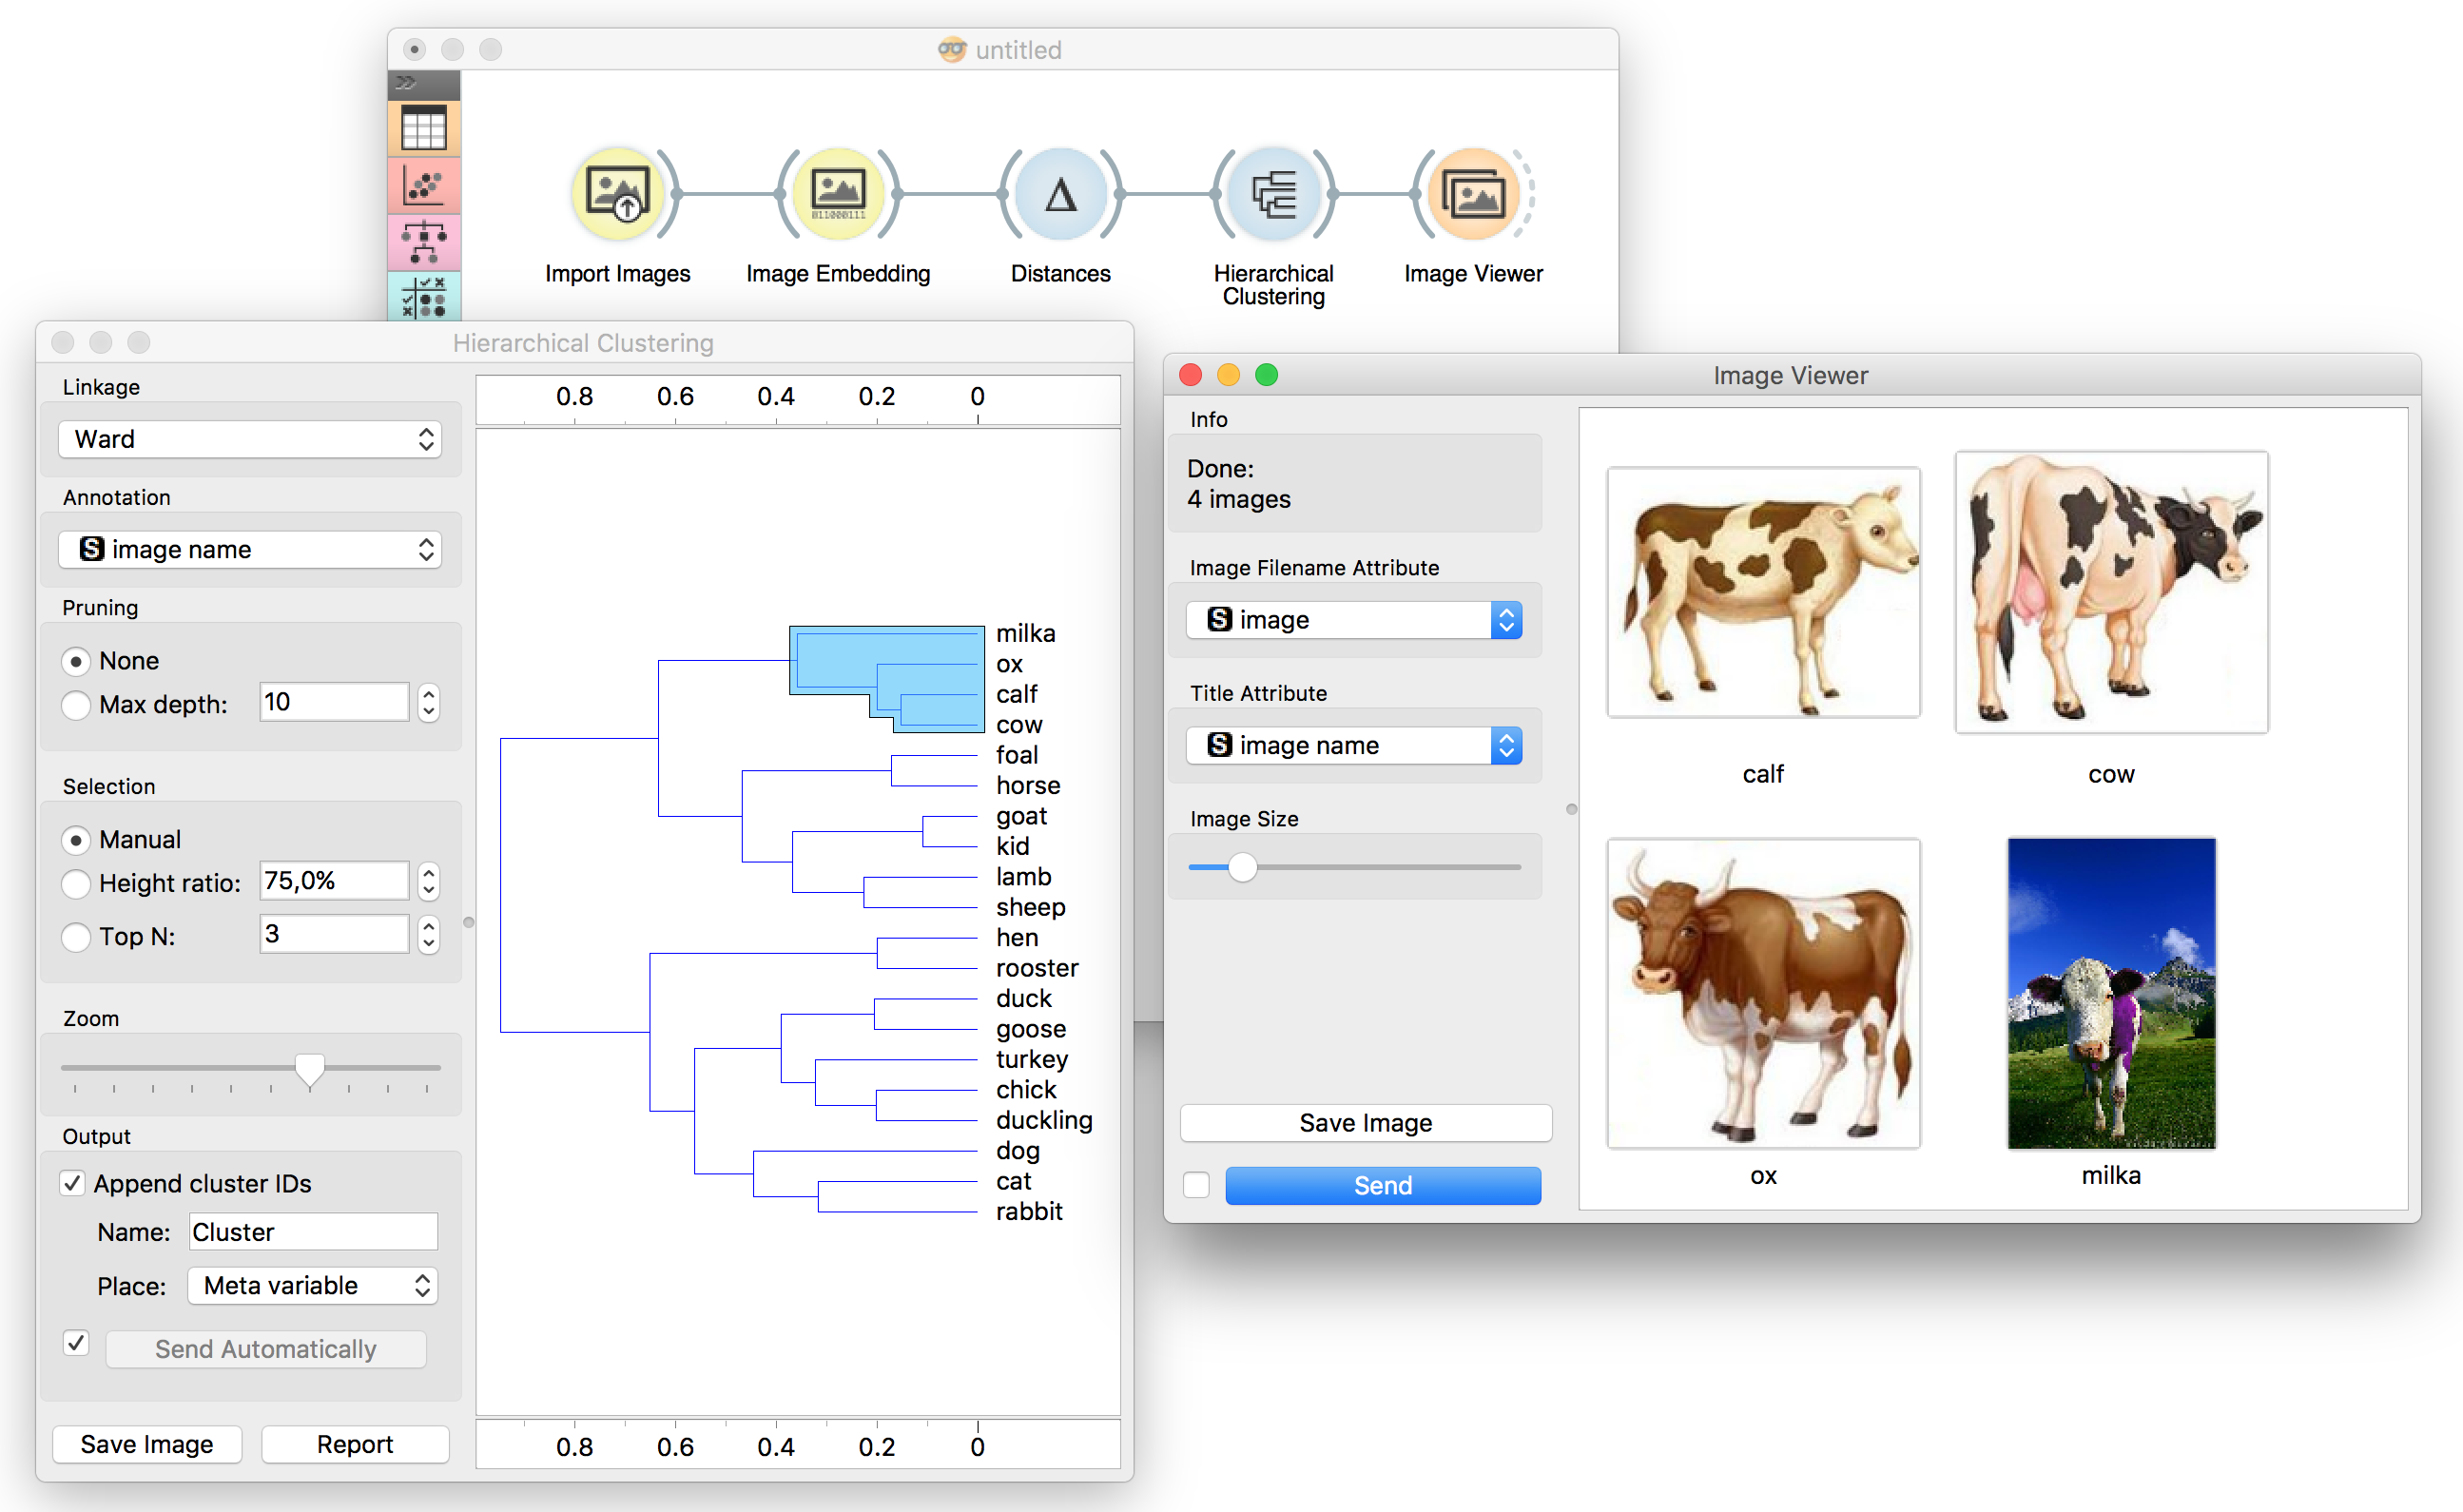 untitled
011000111
Import Images
Image Embedding
Δ
Distances
Hierarchical
Clustering
Image Viewer
Hierarchical Clustering
Linkage
Ward
Annotation
S image name
Pruning
None
Max depth: 10
Selection
Manual
Height ratio: 75,0%
Top N: 3
Zoom
Output
Append cluster IDs
Name: Cluster
Place: Meta variable
Send Automatically
Save Image
Report
0.8 0.6 0.4 0.2 0
milka
ox
calf
cow
foal
horse
goat
kid
lamb
sheep
hen
rooster
duck
goose
turkey
chick
duckling
dog
cat
rabbit
0.8 0.6 0.4 0.2 0
Image Viewer
Info
Done:
4 images
Image Filename Attribute
S image
Title Attribute
S image name
Image Size
Save Image
Send
calf
cow
ox
milka